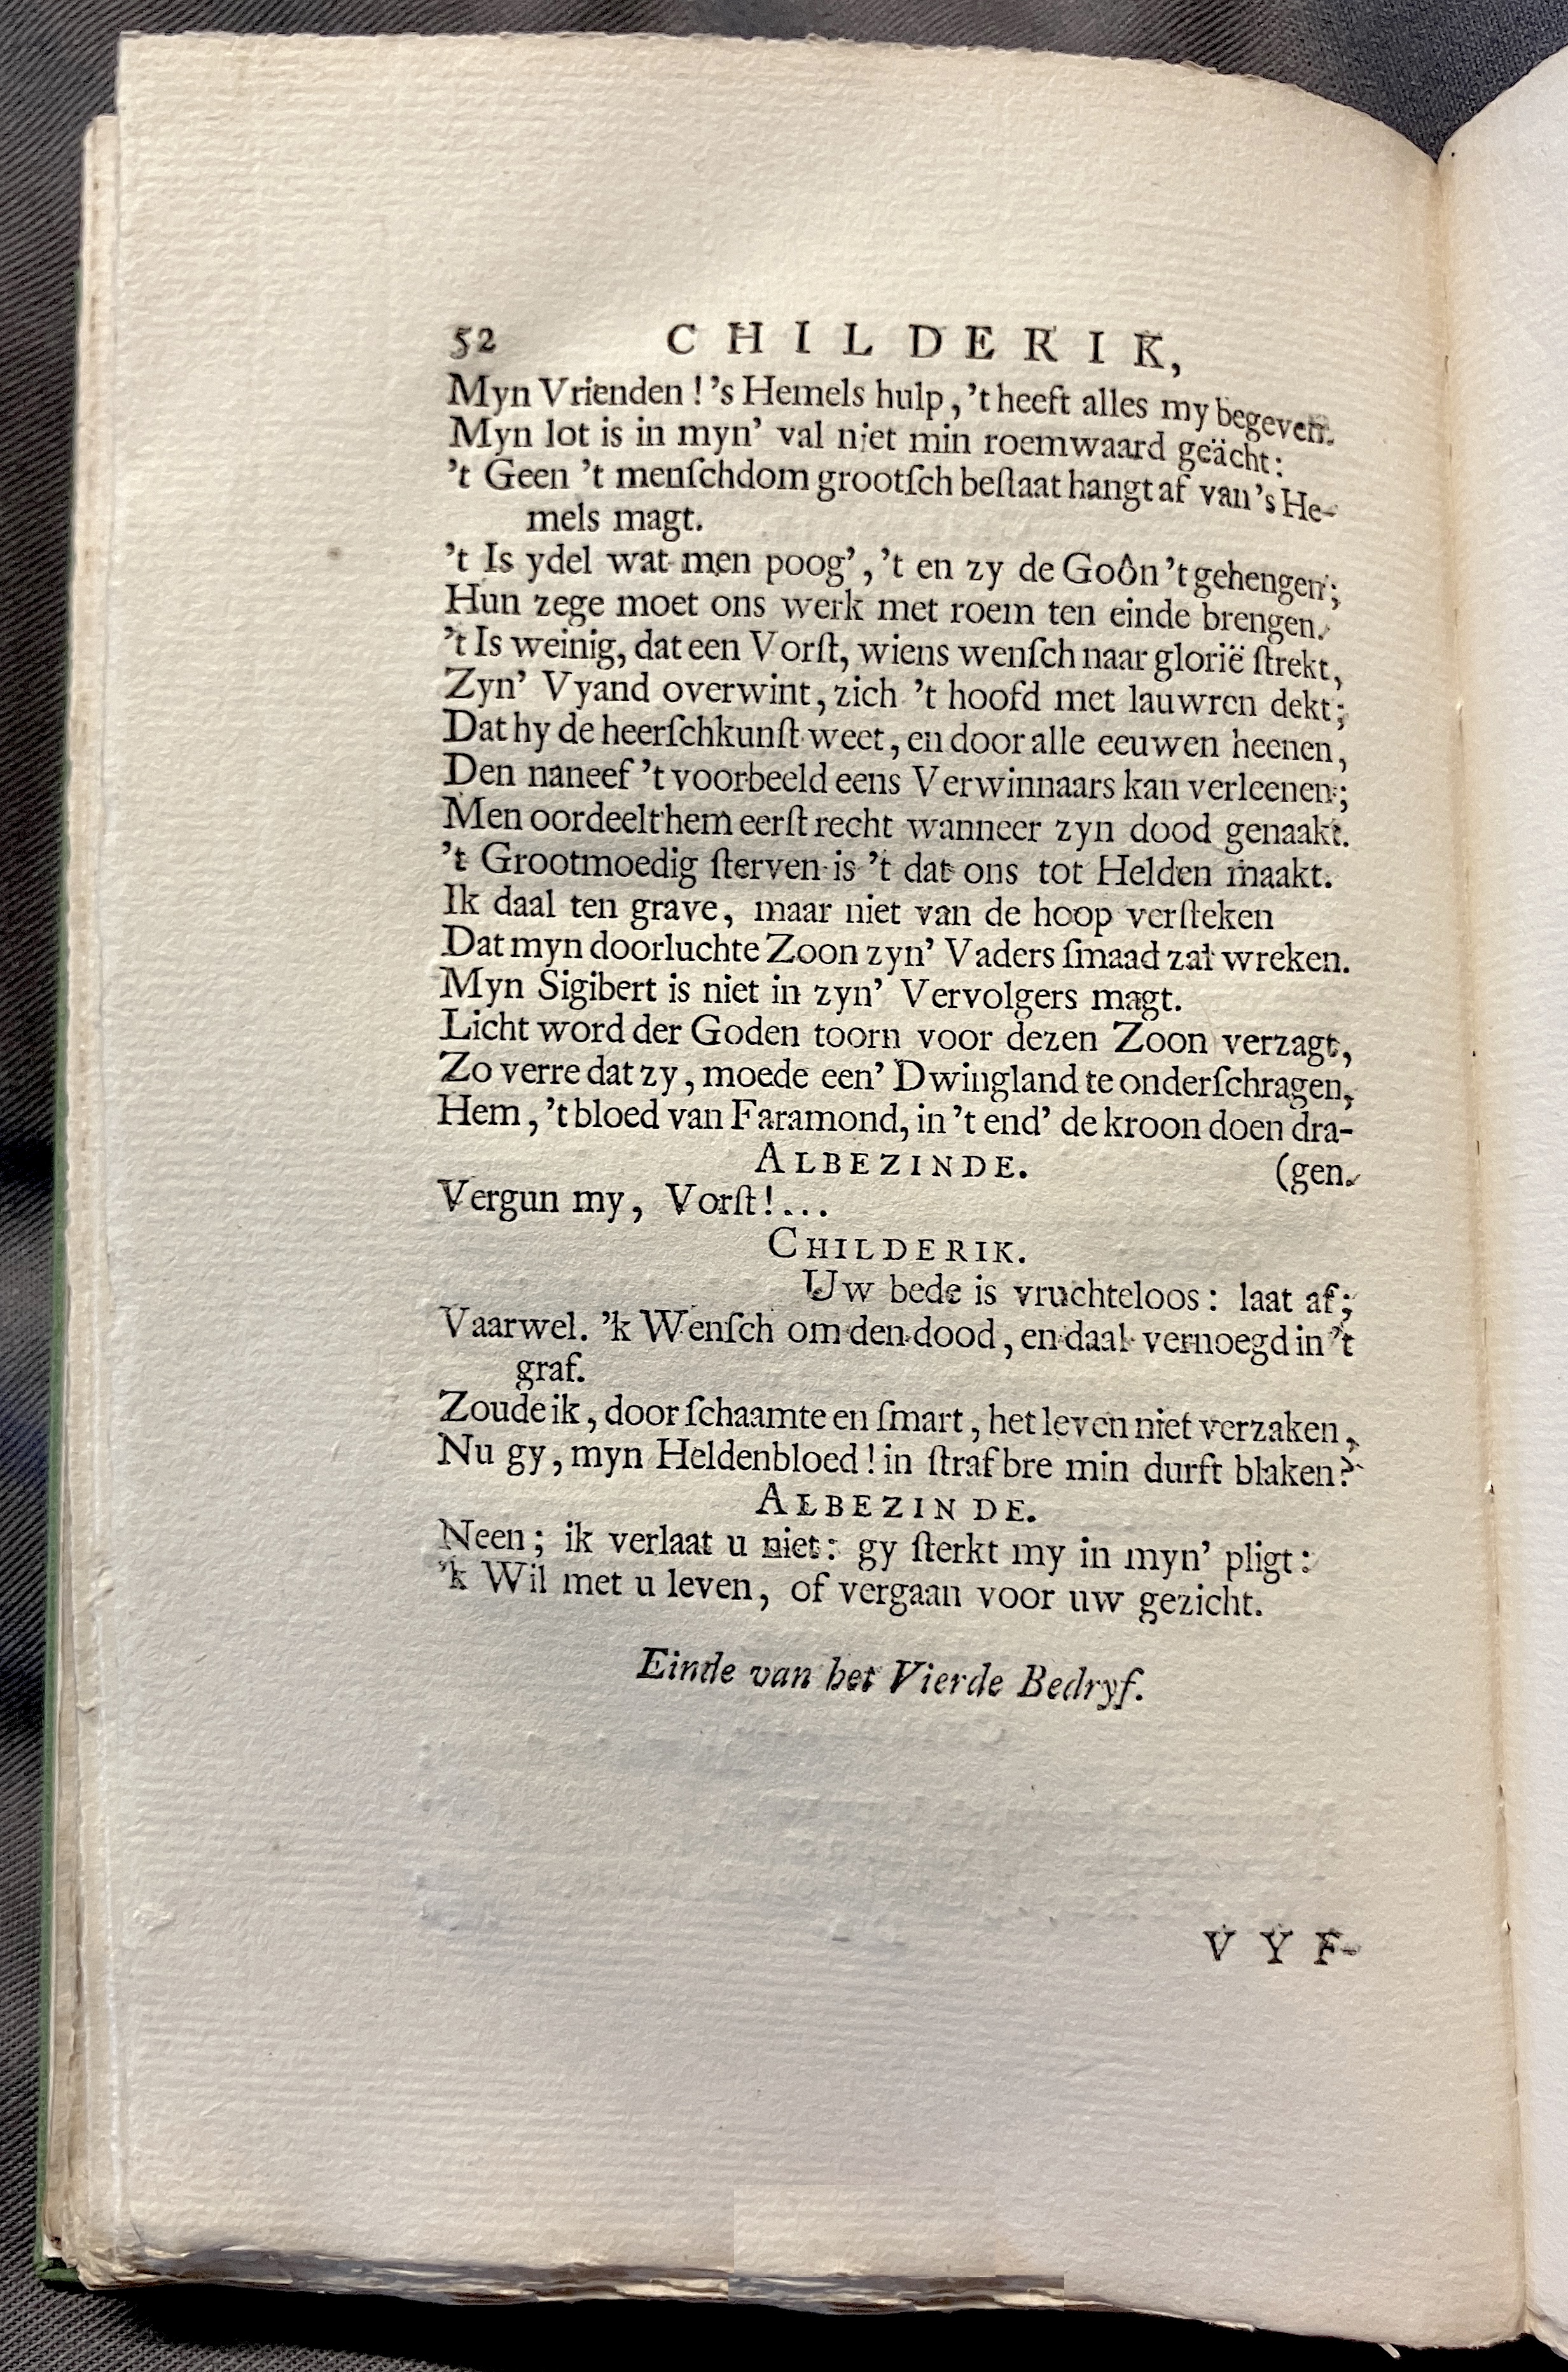 52 CHILDERIK,
Myn Vrienden! 's Hemels hulp, 't heeft alles my begeven.
Myn lot is in myn' val niet min roemwaard geächt:
't Geen 't menſchdom grootſch beſtaat hangt af van 's He-
mels magt.
't Is ydel wat men poog', 't en zy de Goôn 't gehengen;
Hun zege moet ons werk met roem ten einde brengen.
't Is weinig, dat een Vorſt, wiens wenſch naar glorië ſtrekt,
Zyn' Vyand overwint, zich 't hoofd met lauwren dekt;
Dat hy de heerſchkunſt weet, en door alle eeuwen heenen,
Den naneef 't voorbeeld eens Verwinnaars kan verleenen;
Men oordeelt hem eerſt recht wanneer zyn dood genaakt.
't Grootmoedig ſterven is 't dat ons tot Helden maakt.
Ik daal ten grave, maar niet van de hoop verſteken
Dat myn doorluchte Zoon zyn' Vaders ſmaad zal wreken.
Myn Sigibert is niet in zyn' Vervolgers magt.
Licht word der Goden toorn voor dezen Zoon verzagt,
Zo verre dat zy, moede een' Dwingland te onderſchragen,
Hem, 't bloed van Faramond, in 't end' de kroon doen dra-
ALBEZINDE. (gen.
Vergun my, Vorſt!...
CHILDERIK.
Uw bede is vruchteloos: laat af;
Vaarwel. 'k Wenſch om den dood, en daal vernoegd in 't
graf.
Zoude ik, door ſchaamte en ſmart, het leven niet verzaken,
Nu gy, myn Heldenbloed! in ſtrafbre min durft blaken?
ALBEZINDE.
Neen; ik verlaat u niet: gy ſterkt my in myn' pligt:
'k Wil met u leven, of vergaan voor uw gezicht.
Einde van het Vierde Bedryf.
VYF-